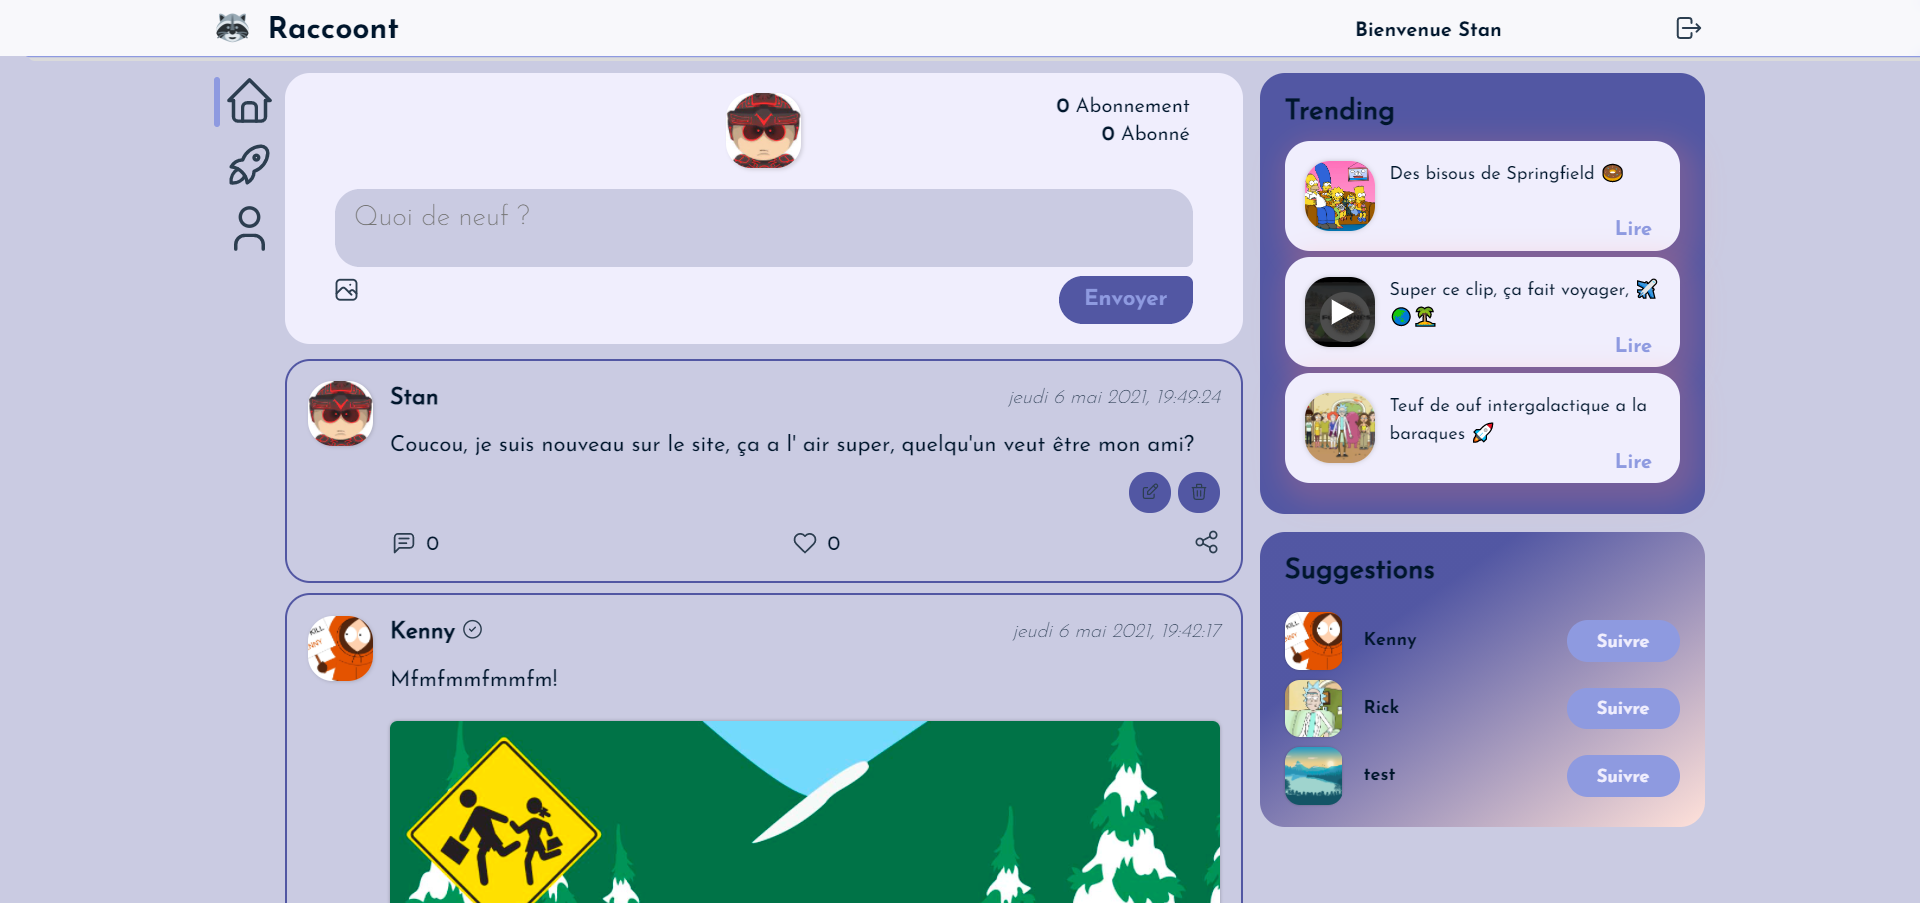 Raccoont
Bienvenue Stan
0 Abonnement
0 Abonné
Quoi de neuf ?
Envoyer
Stan
jeudi 6 mai 2021, 19:49:24
Coucou, je suis nouveau sur le site, ça a l' air super, quelqu'un veut être mon ami?
0
0
Kenny
jeudi 6 mai 2021, 19:42:17
Mfmfmmfmmfm!
Trending
Des bisous de Springfield 🍩
Lire
Super ce clip, ça fait voyager, ✈️
🌏🏝️
Lire
Teuf de ouf intergalactique a la
baraques 🚀
Lire
Suggestions
Kenny
Suivre
Rick
Suivre
test
Suivre